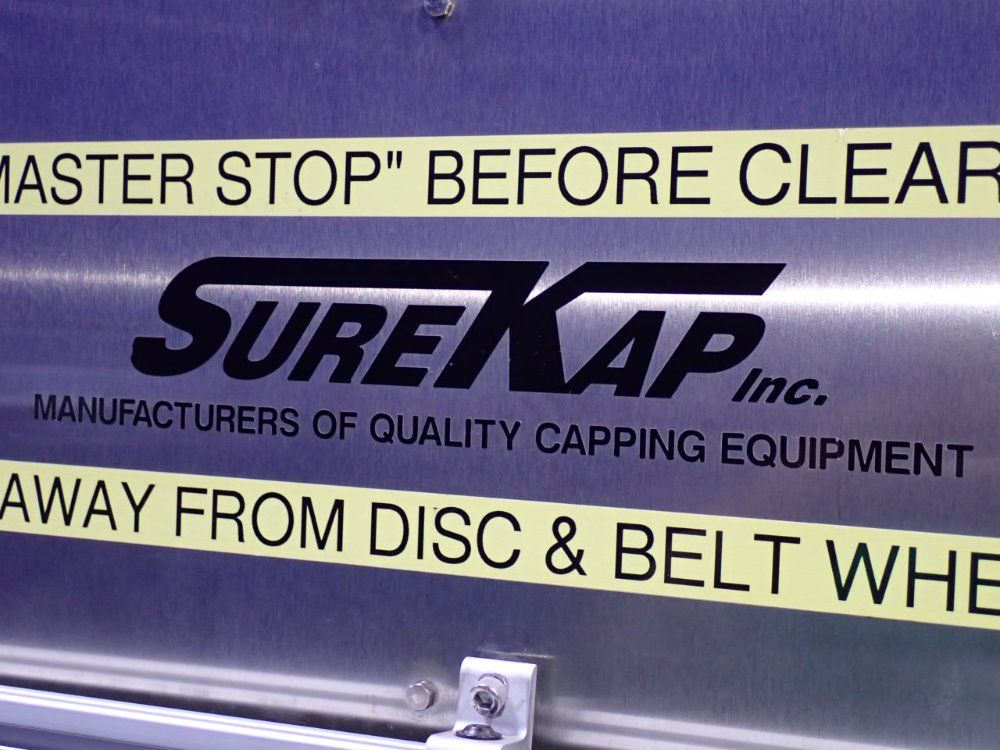 MASTER STOP" BEFORE CLEAR
SUREKAP Inc.
MANUFACTURERS OF QUALITY CAPPING EQUIPMENT
AWAY FROM DISC & BELT WHE